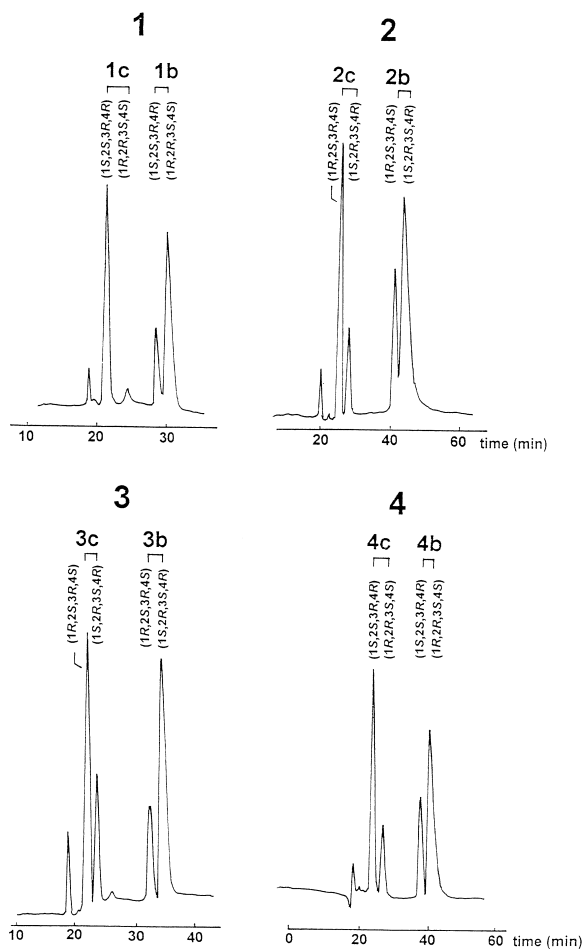 1
1c 1b
(1S,2S,3R,4R)
(1R,2R,3S,4S)
(1S,2S,3R,4R)
(1R,2R,3S,4S)
10 20 30
2
2c 2b
(1R,2S,3R,4S)
(1S,2R,3S,4R)
(1R,2S,3R,4S)
(1S,2R,3S,4R)
20 40 60 time (min)
3
3c 3b
(1R,2S,3R,4S)
(1S,2R,3S,4R)
(1R,2S,3R,4S)
(1S,2R,3S,4R)
10 20 30 40
4
4c 4b
(1S,2S,3R,4R)
(1R,2R,3S,4S)
(1S,2S,3R,4R)
(1R,2R,3S,4S)
0 20 40 60 time (min)